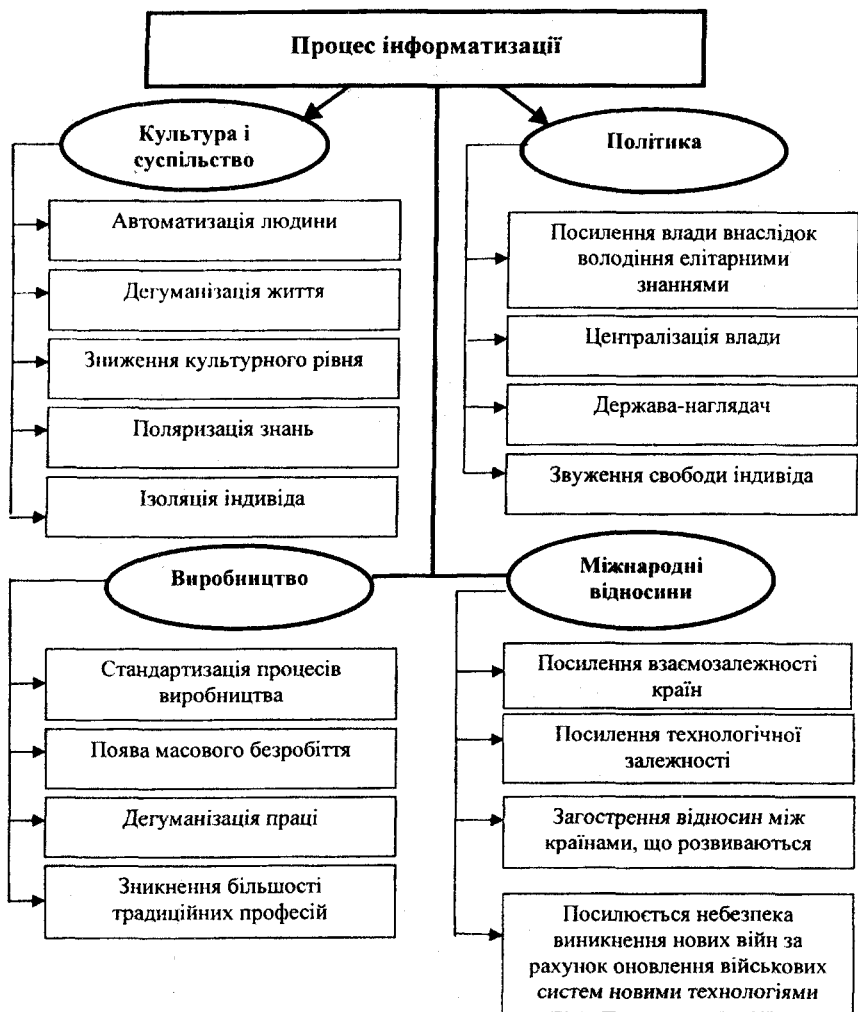 Процес інформатизації
Культура і
суспільство
Автоматизація людини
Дегуманізація життя
Зниження культурного рівня
Поляризація знань
Ізоляція індивіда
Політика
Посилення влади внаслідок
володіння елітарними
знаннями
Централізація влади
Держава-наглядач
Звуження свободи індивіда
Виробництво
Стандартизація процесів
виробництва
Поява масового безробіття
Дегуманізація праці
Зникнення більшості
традиційних професій
Міжнародні
відносини
Посилення взаємозалежності
країн
Посилення технологічної
залежності
Загострення відносин між
країнами, що розвиваються
Посилюється небезпека
виникнення нових війн за
рахунок оновлення військових
систем новими технологіями